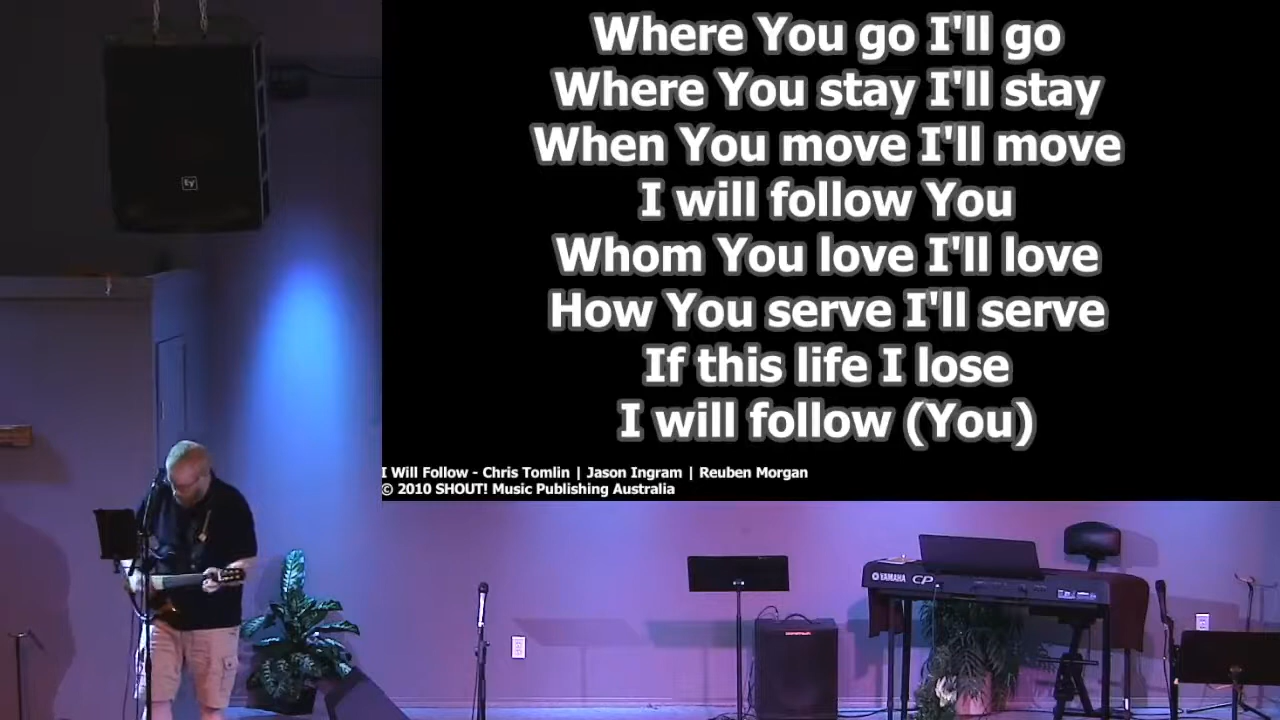 Where You go I'll go
Where You stay I'll stay
When You move I'll move
I will follow You
Whom You love I'll love
How You serve I'll serve
If this life I lose
I will follow (You)
I Will Follow - Chris Tomlin | Jason Ingram | Reuben Morgan
© 2010 SHOUT! Music Publishing Australia
EV
YAMAHA CP